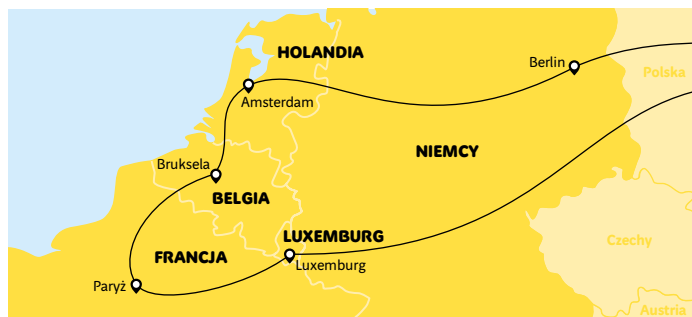 HOLANDIA
Berlin
Polska
Amsterdam
NIEMCY
Bruksela
BELGIA
LUXEMBURG
Czechy
FRANCJA
Luxemburg
Paryż
Austria